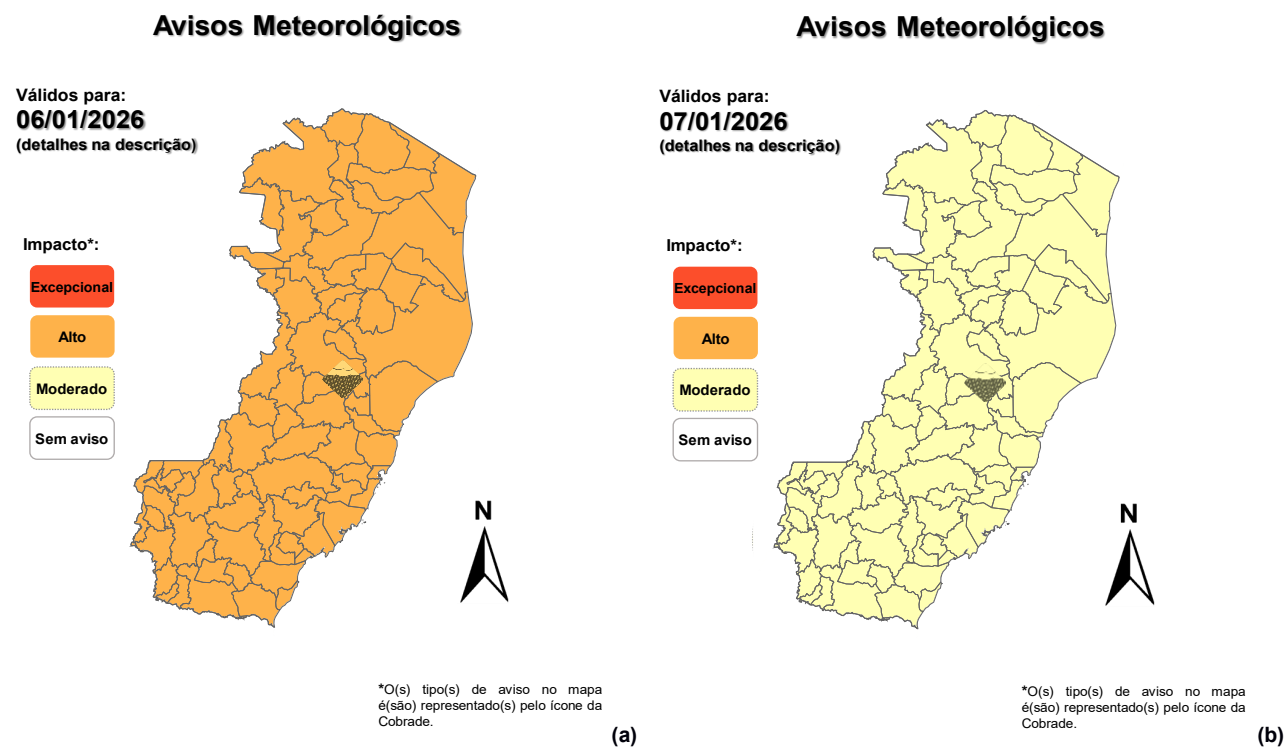 Avisos Meteorológicos
Válidos para:
06/01/2026
(detalhes na descrição)
Impacto*:
Excepcional
Alto
Moderado
Sem aviso
N
*O(s) tipo(s) de aviso no mapa
é(são) representado(s) pelo ícone da
Cobrade.
(a)
Avisos Meteorológicos
Válidos para:
07/01/2026
(detalhes na descrição)
Impacto*:
Excepcional
Alto
Moderado
Sem aviso
N
*O(s) tipo(s) de aviso no mapa
é(são) representado(s) pelo ícone da
Cobrade.
(b)